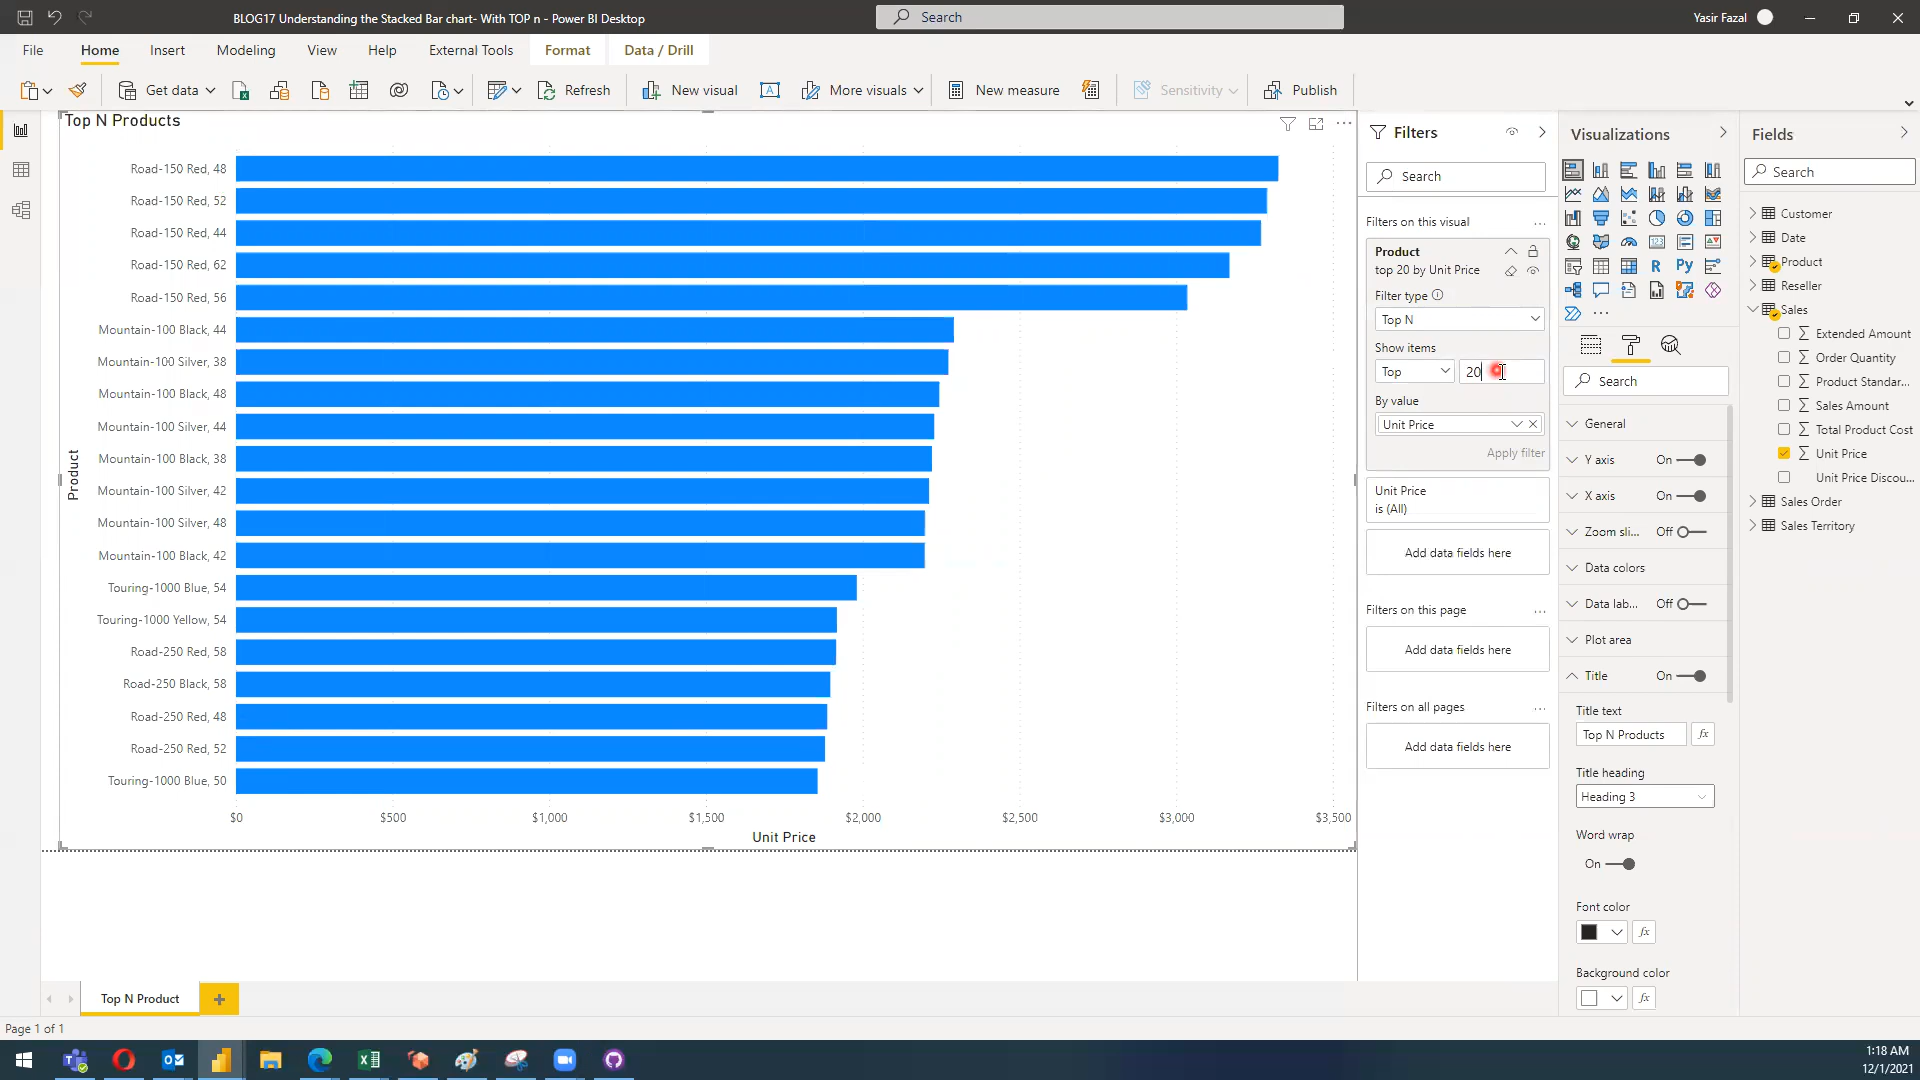 BLOG17 Understanding the Stacked Bar chart- With TOP n - Power BI Desktop
Search
Yasir Fazal
File
Home
Insert
Modeling
View
Help
External Tools
Format
Data / Drill
Get data
Refresh
New visual
More visuals
New measure
Sensitivity
Publish
Top N Products
Road-150 Red, 48
Road-150 Red, 52
Road-150 Red, 44
Road-150 Red, 62
Road-150 Red, 56
Mountain-100 Black, 44
Mountain-100 Silver, 38
Mountain-100 Black, 48
Mountain-100 Silver, 44
Mountain-100 Black, 38
Mountain-100 Silver, 42
Mountain-100 Silver, 48
Mountain-100 Black, 42
Touring-1000 Blue, 54
Touring-1000 Yellow, 54
Road-250 Red, 58
Road-250 Black, 58
Road-250 Red, 48
Road-250 Red, 52
Touring-1000 Blue, 50
Product
$0
$500
$1,000
$1,500
$2,000
$2,500
$3,000
$3,500
Unit Price
Filters
Search
Filters on this visual
Product
top 20 by Unit Price
Filter type
Top N
Show items
Top
20
By value
Unit Price
Apply filter
Unit Price
is (All)
Add data fields here
Filters on this page
Add data fields here
Filters on all pages
Add data fields here
Visualizations
R
Py
Search
General
Y axis
On
X axis
On
Zoom sli...
Off
Data colors
Data lab...
Off
Plot area
Title
On
Title text
Top N Products
fx
Title heading
Heading 3
Word wrap
On
Font color
fx
Background color
fx
Fields
Search
Customer
Date
Product
Reseller
Sales
Extended Amount
Order Quantity
Product Standar...
Sales Amount
Total Product Cost
Unit Price
Unit Price Discou...
Sales Order
Sales Territory
Top N Product
Page 1 of 1
1:18 AM
12/1/2021